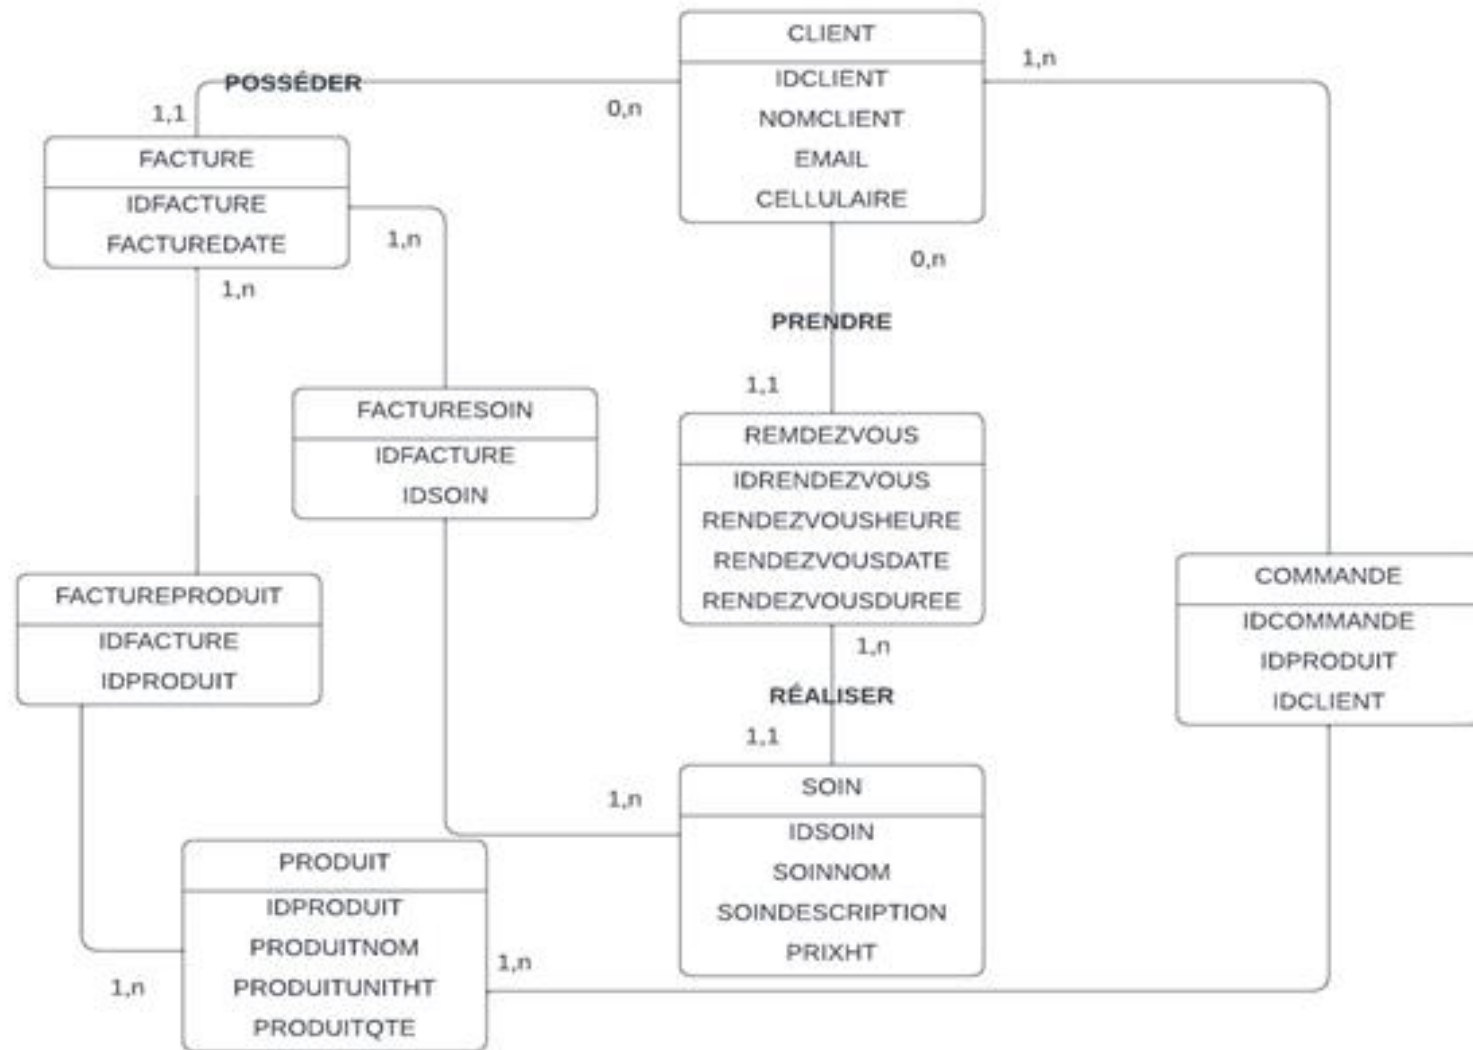 CLIENT
IDCLIENT
NOMCLIENT
EMAIL
CELLULAIRE
1,n
POSSÉDER
0,n
1,1
FACTURE
IDFACTURE
FACTUREDATE
1,n
1,n
0,n
PRENDRE
1,1
FACTURESOIN
IDFACTURE
IDSOIN
REMDEZVOUS
IDRENDEZVOUS
RENDEZVOUSHEURE
RENDEZVOUSDATE
RENDEZVOUSDUREE
FACTUREPRODUIT
IDFACTURE
IDPRODUIT
COMMANDE
IDCOMMANDE
IDPRODUIT
IDCLIENT
1,n
RÉALISER
1,1
1,n
SOIN
IDSOIN
SOINNOM
SOINDESCRIPTION
PRIXHT
PRODUIT
IDPRODUIT
PRODUITNOM
PRODUITUNITHT
PRODUITQTE
1,n
1,n